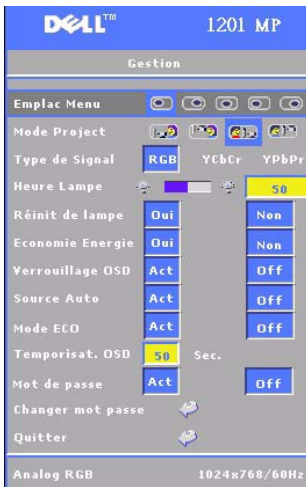 DELL™ 1201 MP
Gestion
Emplac Menu
Mode Project
Type de Signal RGB YCbCr YPbPr
Heure Lampe 50
Réinit de lampe Oui Non
Economie Energie Oui Non
Verrouillage OSD Act Off
Source Auto Act Off
Mode ECO Act Off
Temporisat. OSD 50 Sec.
Mot de passe Act Off
Changer mot passe
Quitter
Analog RGB 1024x768/60Hz